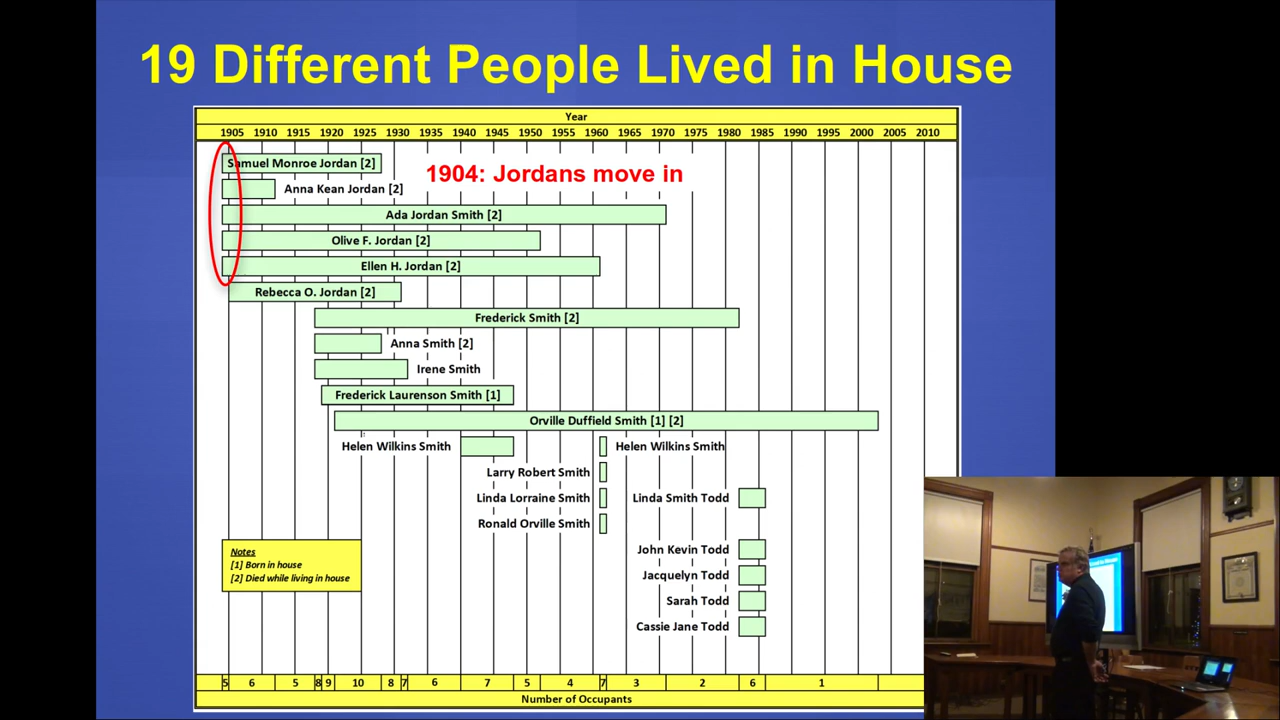 19 Different People Lived in House
Year
1905 1910 1915 1920 1925 1930 1935 1940 1945 1950 1955 1960 1965 1970 1975 1980 1985 1990 1995 2000 2005 2010
Samuel Monroe Jordan [2]
1904: Jordans move in
Anna Kean Jordan [2]
Ada Jordan Smith [2]
Olive F. Jordan [2]
Ellen H. Jordan [2]
Rebecca O. Jordan [2]
Frederick Smith [2]
Anna Smith [2]
Irene Smith
Frederick Laurenson Smith [1]
Orville Duffield Smith [1] [2]
Helen Wilkins Smith Helen Wilkins Smith
Larry Robert Smith
Linda Lorraine Smith Linda Smith Todd
Ronald Orville Smith
John Kevin Todd
Jacquelyn Todd
Sarah Todd
Cassie Jane Todd
Notes
[1] Born in house
[2] Died while living in house
5 6 5 8 9 10 8 7 6 7 5 4 7 3 2 6 1
Number of Occupants